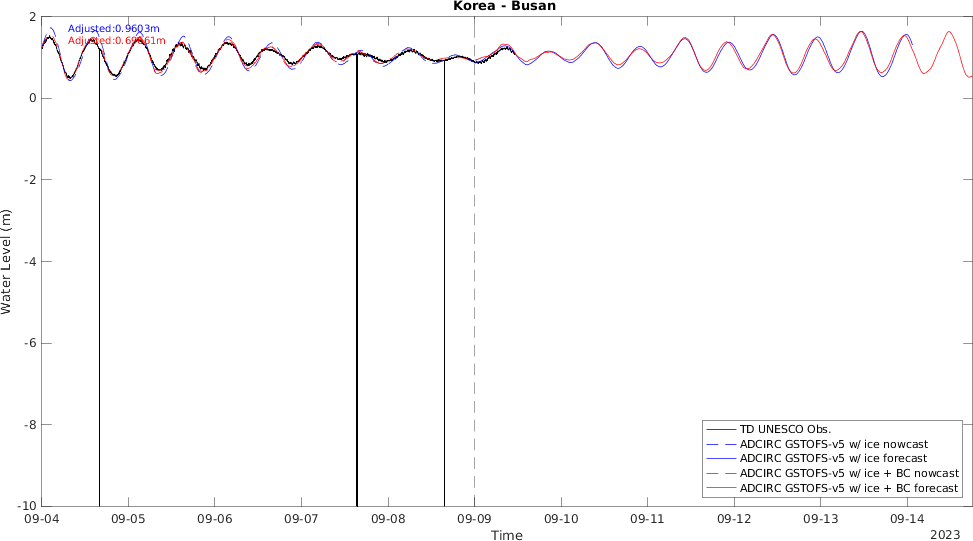 Korea - Busan
Adjusted:0.9603m
Water Level (m)
2
0
-2
-4
-6
-8
-10
09-04
09-05
09-06
09-07
09-08
09-09
09-10
09-11
09-12
09-13
09-14
Time
2023
TD UNESCO Obs.
ADCIRC GSTOFS-v5 w/ ice nowcast
ADCIRC GSTOFS-v5 w/ ice forecast
ADCIRC GSTOFS-v5 w/ ice + BC nowcast
ADCIRC GSTOFS-v5 w/ ice + BC forecast